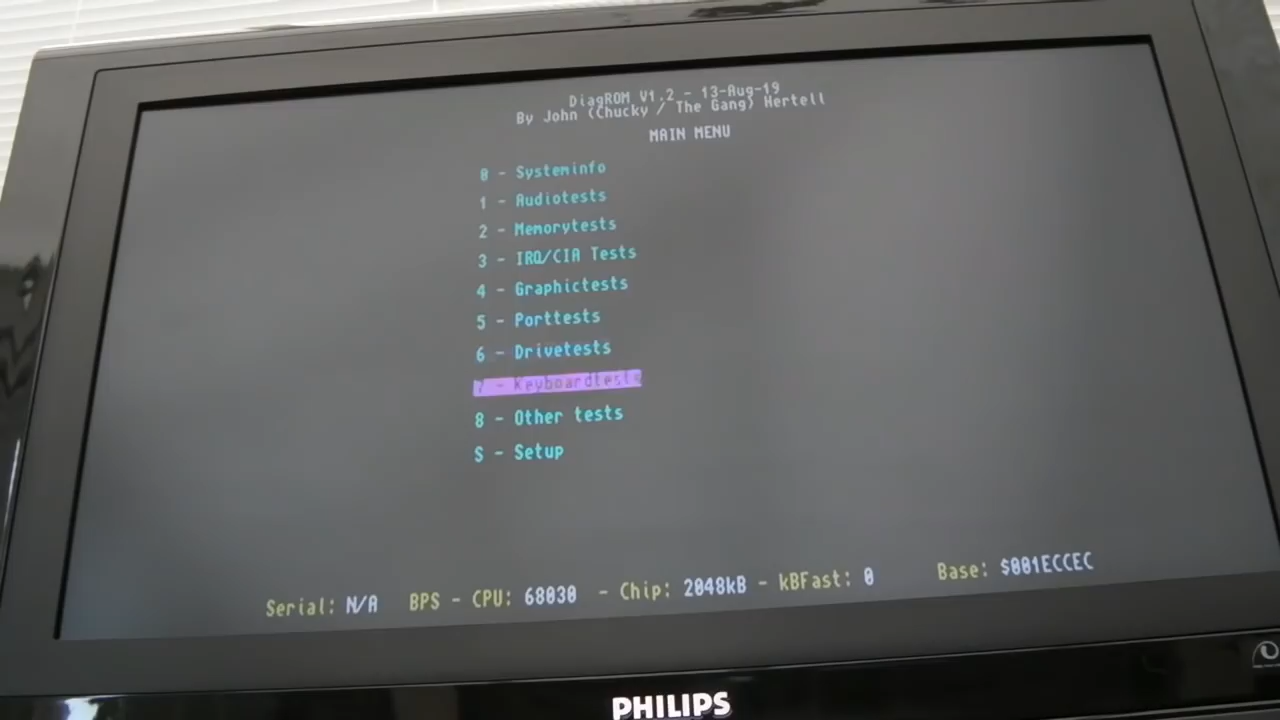 DiagROM V1.2 - 13-Aug-19
By John (Chucky / The Gang) Hertell
MAIN MENU
0 - Systeminfo
1 - Audiotests
2 - Memorytests
3 - IRQ/CIA Tests
4 - Graphictests
5 - Porttests
6 - Drivetests
7 - Keyboardtests
8 - Other tests
S - Setup
Serial: N/A BPS - CPU: 68030 - Chip: 2048kB - kBFast: 0 Base: $001ECCEC
PHILIPS